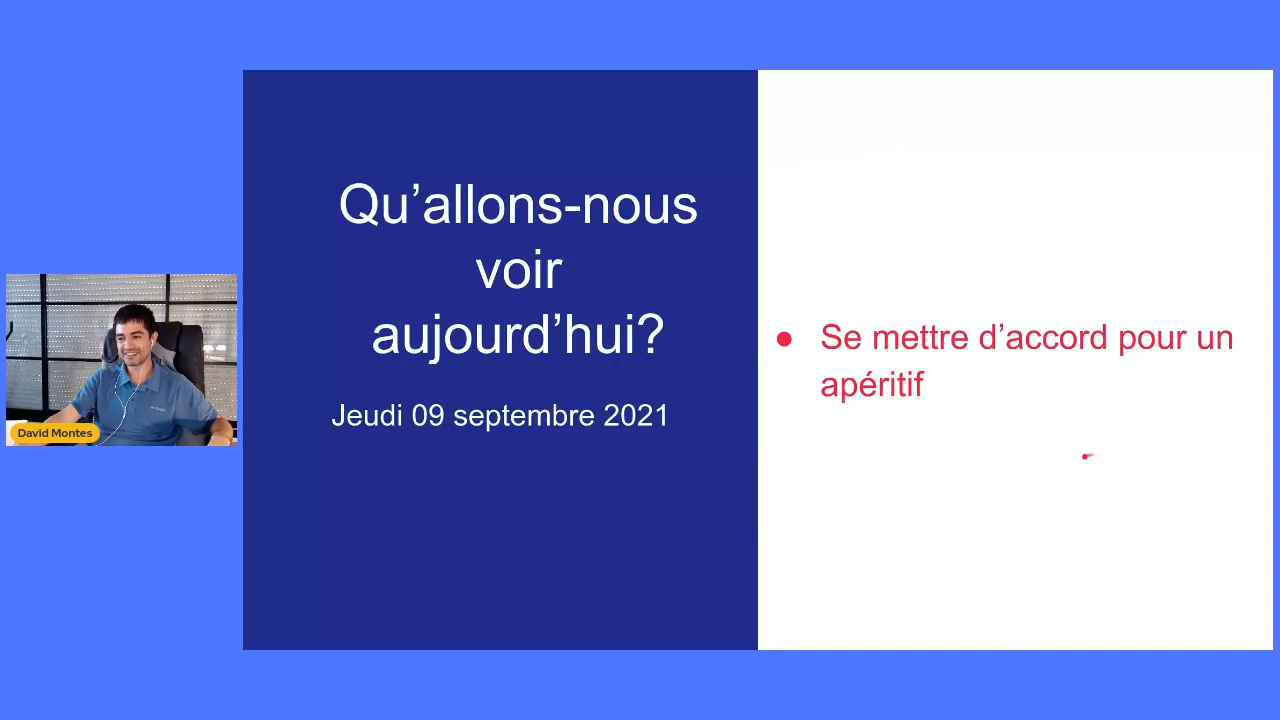 Qu’allons-nous
voir
aujourd’hui?
Jeudi 09 septembre 2021
● Se mettre d’accord pour un
apéritif
David Montes